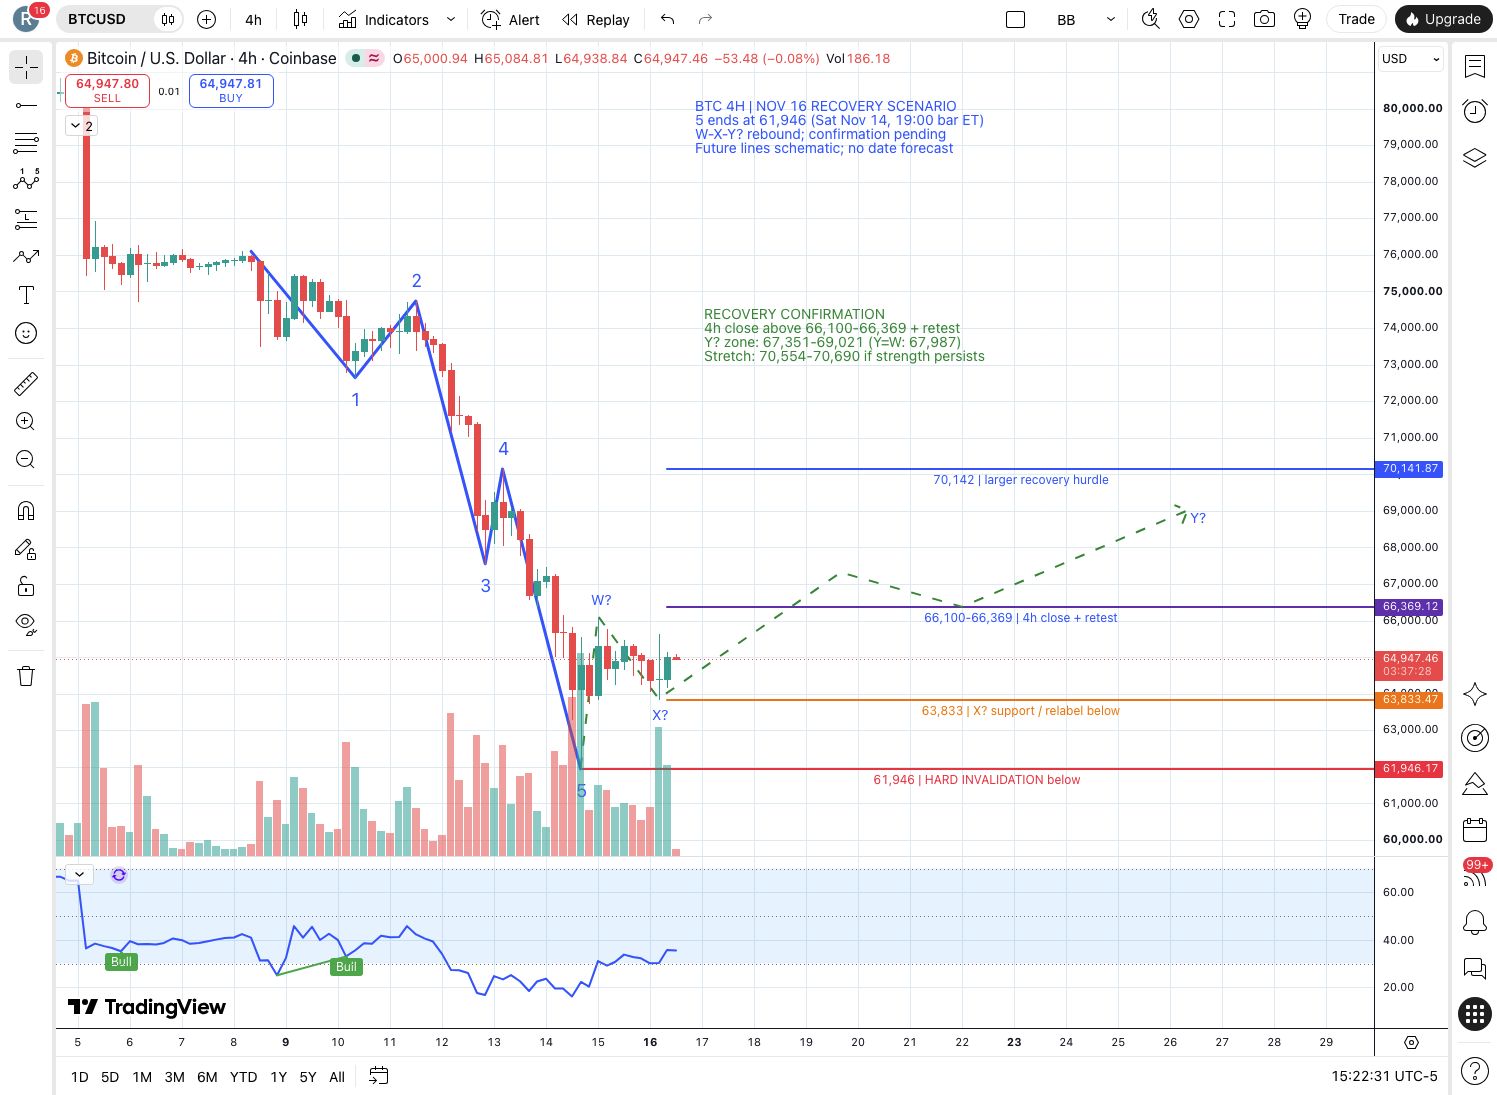 R
16
BTCUSD
4h
Indicators
Alert
Replay
BB
Trade
Upgrade
Bitcoin / U.S. Dollar · 4h · Coinbase
O65,000.94 H65,084.81 L64,938.84 C64,947.46 −53.48 (−0.08%) Vol186.18
USD
64,947.80
SELL
0.01
64,947.81
BUY
2
BTC 4H | NOV 16 RECOVERY SCENARIO
5 ends at 61,946 (Sat Nov 14, 19:00 bar ET)
W-X-Y? rebound; confirmation pending
Future lines schematic; no date forecast
RECOVERY CONFIRMATION
4h close above 66,100-66,369 + retest
Y? zone: 67,351-69,021 (Y=W: 67,987)
Stretch: 70,554-70,690 if strength persists
1
2
3
4
5
W?
X?
Y?
70,142 | larger recovery hurdle
66,100-66,369 | 4h close + retest
63,833 | X? support / relabel below
61,946 | HARD INVALIDATION below
80,000.00
79,000.00
78,000.00
77,000.00
76,000.00
75,000.00
74,000.00
73,000.00
72,000.00
71,000.00
70,141.87
69,000.00
68,000.00
67,000.00
66,369.12
66,000.00
64,947.46
03:37:28
63,833.47
63,000.00
61,946.17
61,000.00
60,000.00
60.00
40.00
20.00
Bull
Bull
TradingView
5 6 7 8 9 10 11 12 13 14 15 16 17 18 19 20 21 22 23 24 25 26 27 28 29
1D 5D 1M 3M 6M YTD 1Y 5Y All
15:22:31 UTC-5
99+